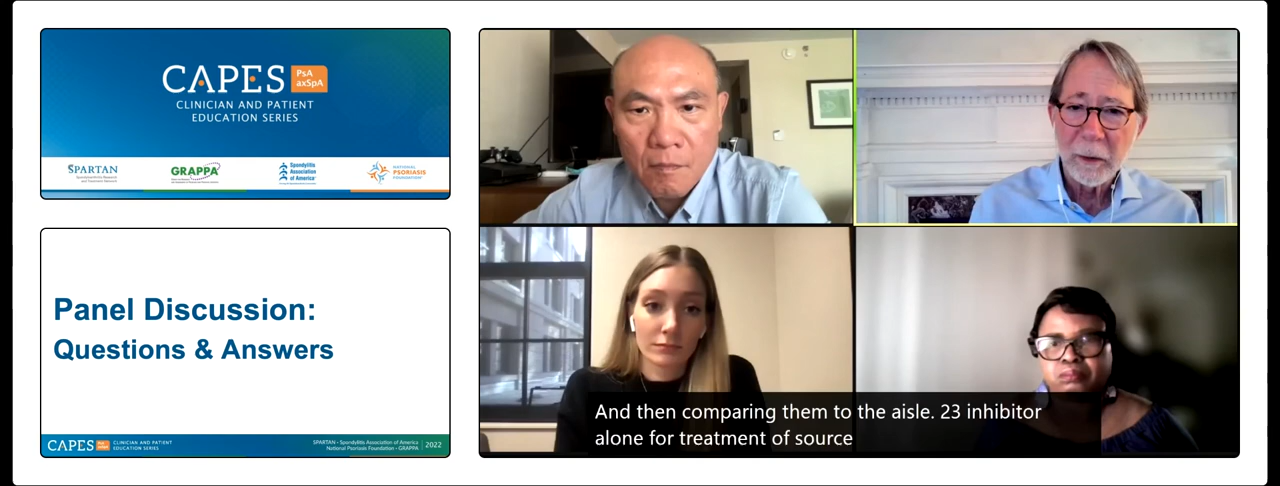 CAPES PsA
axSpA
CLINICIAN AND PATIENT
EDUCATION SERIES
SPARTAN
GRAPPA
Spondylitis
Association
of America
NATIONAL
PSORIASIS
FOUNDATION
Panel Discussion:
Questions & Answers
CAPES
CLINICIAN AND PATIENT
EDUCATION SERIES
SPARTAN • Spondylitis Association of America
National Psoriasis Foundation • GRAPPA
2022
And then comparing them to the aisle. 23 inhibitor
alone for treatment of source